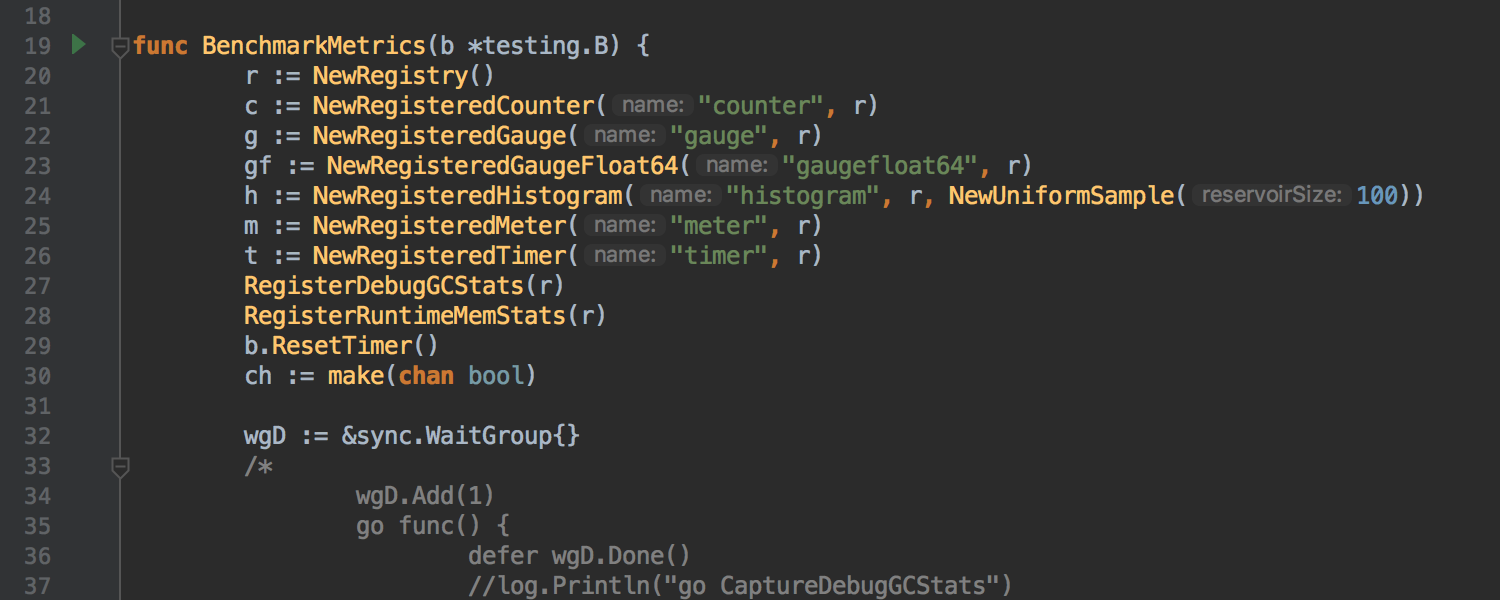 18
19 func BenchmarkMetrics(b *testing.B) {
20 r := NewRegistry()
21 c := NewRegisteredCounter( name: "counter", r)
22 g := NewRegisteredGauge( name: "gauge", r)
23 gf := NewRegisteredGaugeFloat64( name: "gaugefloat64", r)
24 h := NewRegisteredHistogram( name: "histogram", r, NewUniformSample( reservoirSize: 100))
25 m := NewRegisteredMeter( name: "meter", r)
26 t := NewRegisteredTimer( name: "timer", r)
27 RegisterDebugGCStats(r)
28 RegisterRuntimeMemStats(r)
29 b.ResetTimer()
30 ch := make(chan bool)
31
32 wgD := &sync.WaitGroup{}
33 /*
34 wgD.Add(1)
35 go func() {
36 defer wgD.Done()
37 //log.Println("go CaptureDebugGCStats")